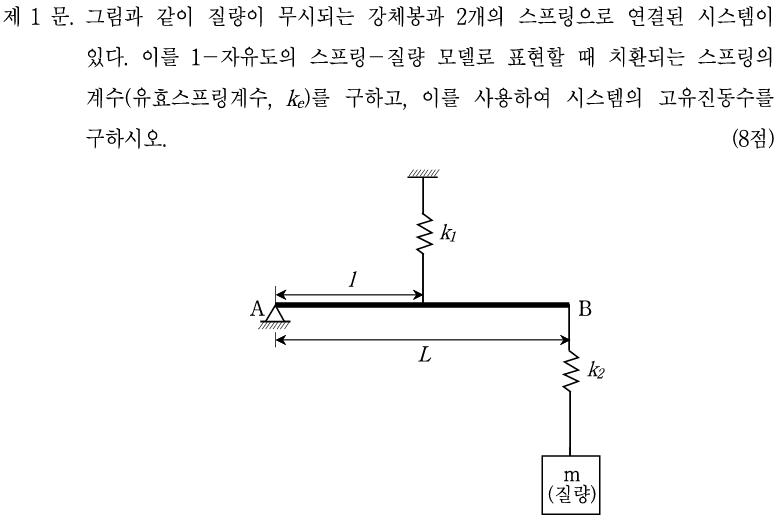 제 1 문. 그림과 같이 질량이 무시되는 강체봉과 2개의 스프링으로 연결된 시스템이
있다. 이를 1-자유도의 스프링-질량 모델로 표현할 때 치환되는 스프링의
계수(유효스프링계수, ke)를 구하고, 이를 사용하여 시스템의 고유진동수를
구하시오. (8점)
k1
l
A
B
L
k2
m
(질량)